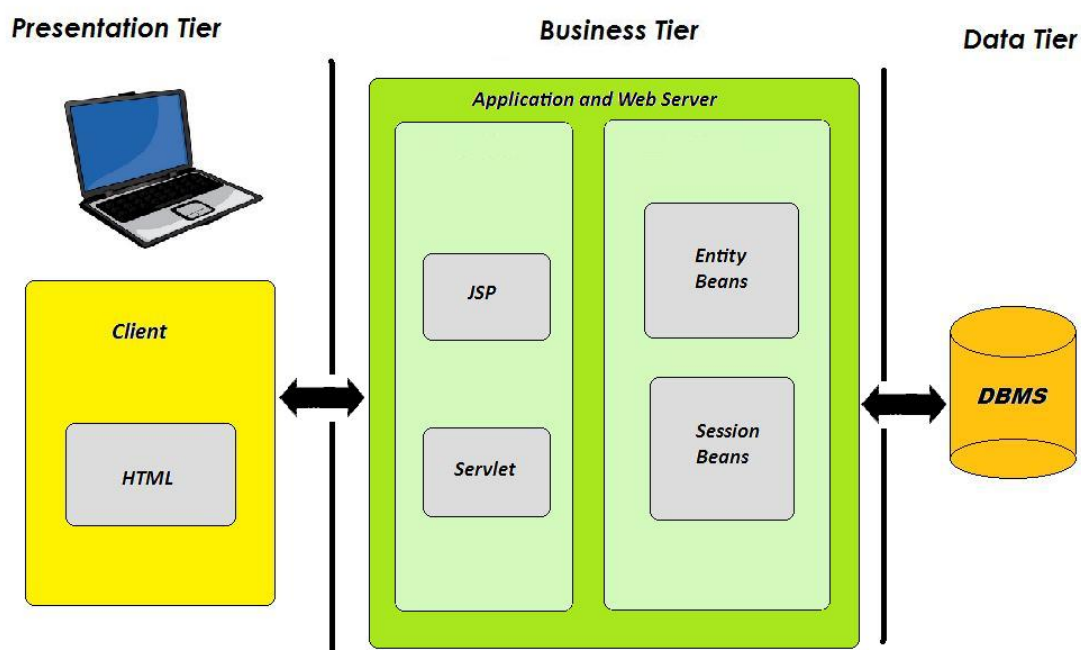 Presentation Tier
Business Tier
Data Tier
Application and Web Server
Client
HTML
JSP
Servlet
Entity
Beans
Session
Beans
DBMS